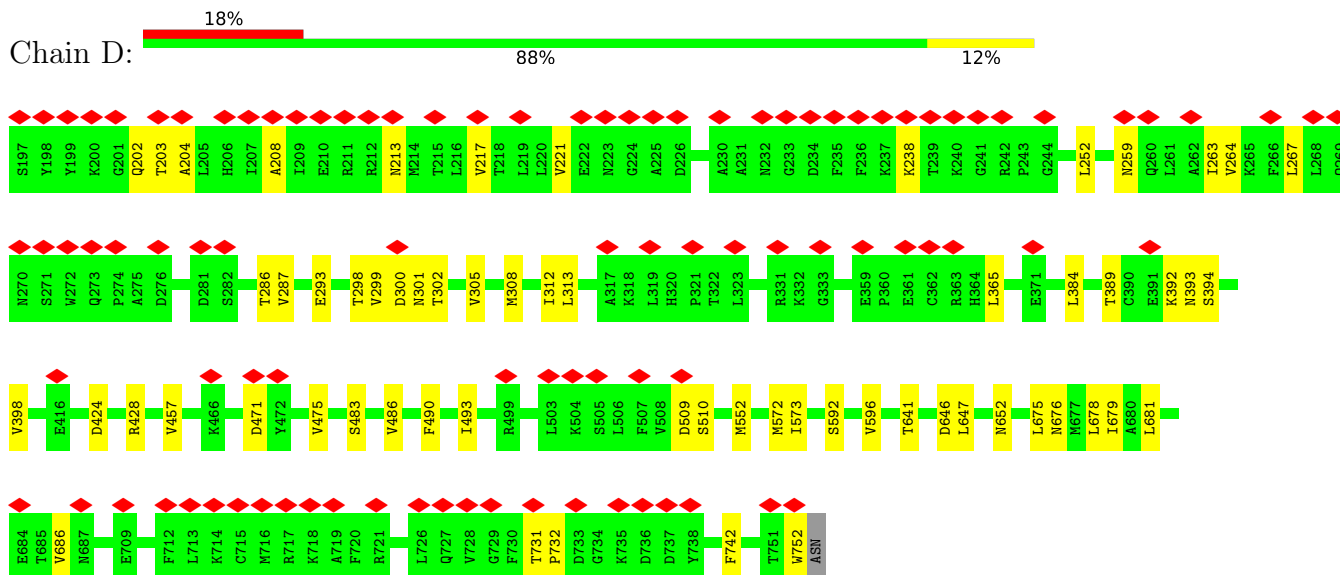 18%
Chain D:
88% 12%
S197 Y198 Y199 K200 G201 Q202 T203 A204 L205 H206 I207 A208 I209 E210 R211 R212 N213 M214 T215 L216 V217 T218 L219 L220 V221 E222 N223 G224 A225 D226 A230 A231 N232 G233 D234 F235 F236 K237 K238 T239 K240 G241 R242 P243 G244 L252 N259 Q260 L261 A262 I263 V264 K265 F266 L267 L268 Q269
N270 S271 W272 Q273 P274 A275 D276 D281 S282 T286 V287 E293 T298 V299 D300 N301 T302 V305 M308 I312 L313 A317 K318 L319 H320 P321 T322 L323 R331 K332 G333 E359 P360 E361 C362 R363 H364 L365 E371 L384 T389 C390 E391 K392 N393 S394
V398 E416 D424 R428 V457 K466 D471 Y472 V475 S483 V486 F490 I493 R499 L503 K504 S505 L506 F507 V508 D509 S510 M552 M572 I573 S592 V596 T641 D646 L647 N652 L675 N676 M677 L678 I679 A680 L681
E684 T685 V686 N687 E709 F712 L713 K714 C715 M716 R717 K718 A719 F720 R721 L726 Q727 V728 G729 F730 T731 P732 D733 G734 K735 D736 D737 Y738 F742 T751 W752 ASN